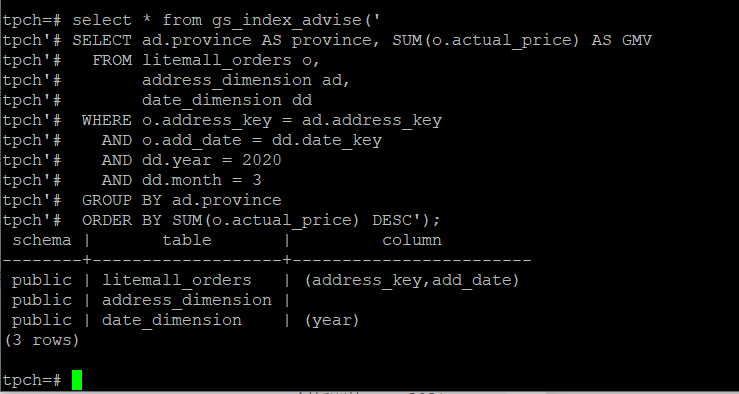 tpch=# select * from gs_index_advise('
tpch'# SELECT ad.province AS province, SUM(o.actual_price) AS GMV
tpch'#   FROM litemall_orders o,
tpch'#        address_dimension ad,
tpch'#        date_dimension dd
tpch'#  WHERE o.address_key = ad.address_key
tpch'#    AND o.add_date = dd.date_key
tpch'#    AND dd.year = 2020
tpch'#    AND dd.month = 3
tpch'#  GROUP BY ad.province
tpch'#  ORDER BY SUM(o.actual_price) DESC');
 schema |       table       |         column
--------+-------------------+------------------------
 public | litemall_orders   | (address_key,add_date)
 public | address_dimension |
 public | date_dimension    | (year)
(3 rows)
tpch=#